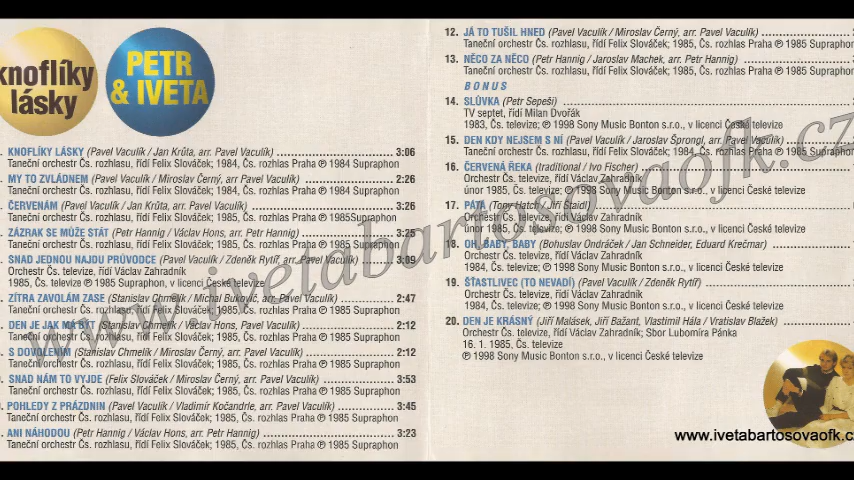 knoflíky
lásky
PETR
& IVETA
KNOFLÍKY LÁSKY (Pavel Vaculík / Jan Krůta, arr. Pavel Vaculík) 3:06
Taneční orchestr Čs. rozhlasu, řídí Felix Slováček; 1984, Čs. rozhlas Praha ℗ 1984 Supraphon
MY TO ZVLÁDNEM (Pavel Vaculík / Miroslav Černý, arr. Pavel Vaculík) 2:26
Taneční orchestr Čs. rozhlasu, řídí Felix Slováček; 1984, Čs. rozhlas Praha ℗ 1984 Supraphon
ČERVENÁM (Pavel Vaculík / Jan Krůta, arr. Pavel Vaculík) 3:26
Taneční orchestr Čs. rozhlasu, řídí Felix Slováček; 1985, Čs. rozhlas Praha ℗ 1985Supraphon
ZÁZRAK SE MŮŽE STÁT (Petr Hannig / Václav Hons, arr. Petr Hannig) 3:25
Taneční orchestr Čs. rozhlasu, řídí Felix Slováček; 1985, Čs. rozhlas Praha ℗ 1985 Supraphon
SNAD JEDNOU NAJDU PRŮVODCE (Pavel Vaculík / Zdeněk Rytíř, arr. Pavel Vaculík) 3:09
Orchestr Čs. televize, řídí Václav Zahradník
1985, Čs. televize ℗ 1985 Supraphon, v licenci České televize
ZÍTRA ZAVOLÁM ZASE (Stanislav Chmelík / Michal Bukovič, arr. Pavel Vaculík) 2:47
Taneční orchestr Čs. rozhlasu, řídí Felix Slováček; 1985, Čs. rozhlas Praha ℗ 1985 Supraphon
DEN JE JAK MÁ BÝT (Stanislav Chmelík / Václav Hons, Pavel Vaculík) 2:12
Taneční orchestr Čs. rozhlasu, řídí Felix Slováček; 1985, Čs. rozhlas Praha ℗ 1985 Supraphon
S DOVOLENÍM (Stanislav Chmelík / Miroslav Černý, arr. Pavel Vaculík) 2:12
Taneční orchestr Čs. rozhlasu, řídí Felix Slováček; 1985, Čs. rozhlas Praha ℗ 1985 Supraphon
SNAD NÁM TO VYJDE (Felix Slováček / Miroslav Černý, arr. Pavel Vaculík) 3:53
Taneční orchestr Čs. rozhlasu, řídí Felix Slováček; 1985, Čs. rozhlas Praha ℗ 1985 Supraphon
POHLEDY Z PRÁZDNIN (Pavel Vaculík / Vladimír Kočandrle, arr. Pavel Vaculík) 3:45
Taneční orchestr Čs. rozhlasu, řídí Felix Slováček; 1985, Čs. rozhlas Praha ℗ 1985 Supraphon
ANI NÁHODOU (Petr Hannig / Václav Hons, arr. Petr Hannig) 3:23
Taneční orchestr Čs. rozhlasu, řídí Felix Slováček; 1985, Čs. rozhlas Praha ℗ 1985 Supraphon
12. JÁ TO TUŠIL HNED (Pavel Vaculík / Miroslav Černý, arr. Pavel Vaculík)
Taneční orchestr Čs. rozhlasu, řídí Felix Slováček; 1985, Čs. rozhlas Praha ℗ 1985 Supraphon
13. NĚCO ZA NĚCO (Petr Hannig / Jaroslav Machek, arr. Petr Hannig)
Taneční orchestr Čs. rozhlasu, řídí Felix Slováček; 1985, Čs. rozhlas Praha ℗ 1985 Supraphon
BONUS
14. SLŮVKA (Petr Sepeši)
TV septet, řídí Milan Dvořák
1983, Čs. televize; ℗ 1998 Sony Music Bonton s.r.o., v licenci České televize
15. DEN KDY NEJSEM S NÍ (Pavel Vaculík / Jaroslav Šprongl, arr. Pavel Vaculík)
Taneční orchestr Čs. rozhlasu, řídí Felix Slováček; 1984, Čs. rozhlas Praha ℗ 1985 Supraphon
16. ČERVENÁ ŘEKA (traditional / Ivo Fischer)
Orchestr Čs. televize, řídí Václav Zahradník
únor 1985, Čs. televize; ℗ 1998 Sony Music Bonton s.r.o., v licenci České televize
17. PÁTÁ (Tony Hatch / Jiří Štaidl)
Orchestr Čs. televize, řídí Václav Zahradník
únor 1985, Čs. televize; ℗ 1998 Sony Music Bonton s.r.o., v licenci České televize
18. OH, BABY, BABY (Bohuslav Ondráček / Jan Schneider, Eduard Krečmar)
Orchestr Čs. televize, řídí Václav Zahradník
1984, Čs. televize; ℗ 1998 Sony Music Bonton s.r.o., v licenci České televize
19. ŠŤASTLIVEC (TO NEVADÍ) (Pavel Vaculík / Zdeněk Rytíř)
Orchestr Čs. televize, řídí Václav Zahradník
1984, Čs. televize; ℗ 1998 Sony Music Bonton s.r.o., v licenci České televize
20. DEN JE KRÁSNÝ (Jiří Malásek, Jiří Bažant, Vlastimil Hála / Vratislav Blažek)
Orchestr Čs. televize, řídí Václav Zahradník; Sbor Lubomíra Pánka
16. 1. 1985, Čs. televize
℗ 1998 Sony Music Bonton s.r.o., v licenci České televize
www.ivetabartosovaofk.cz
www.ivetabartosovaofk.c